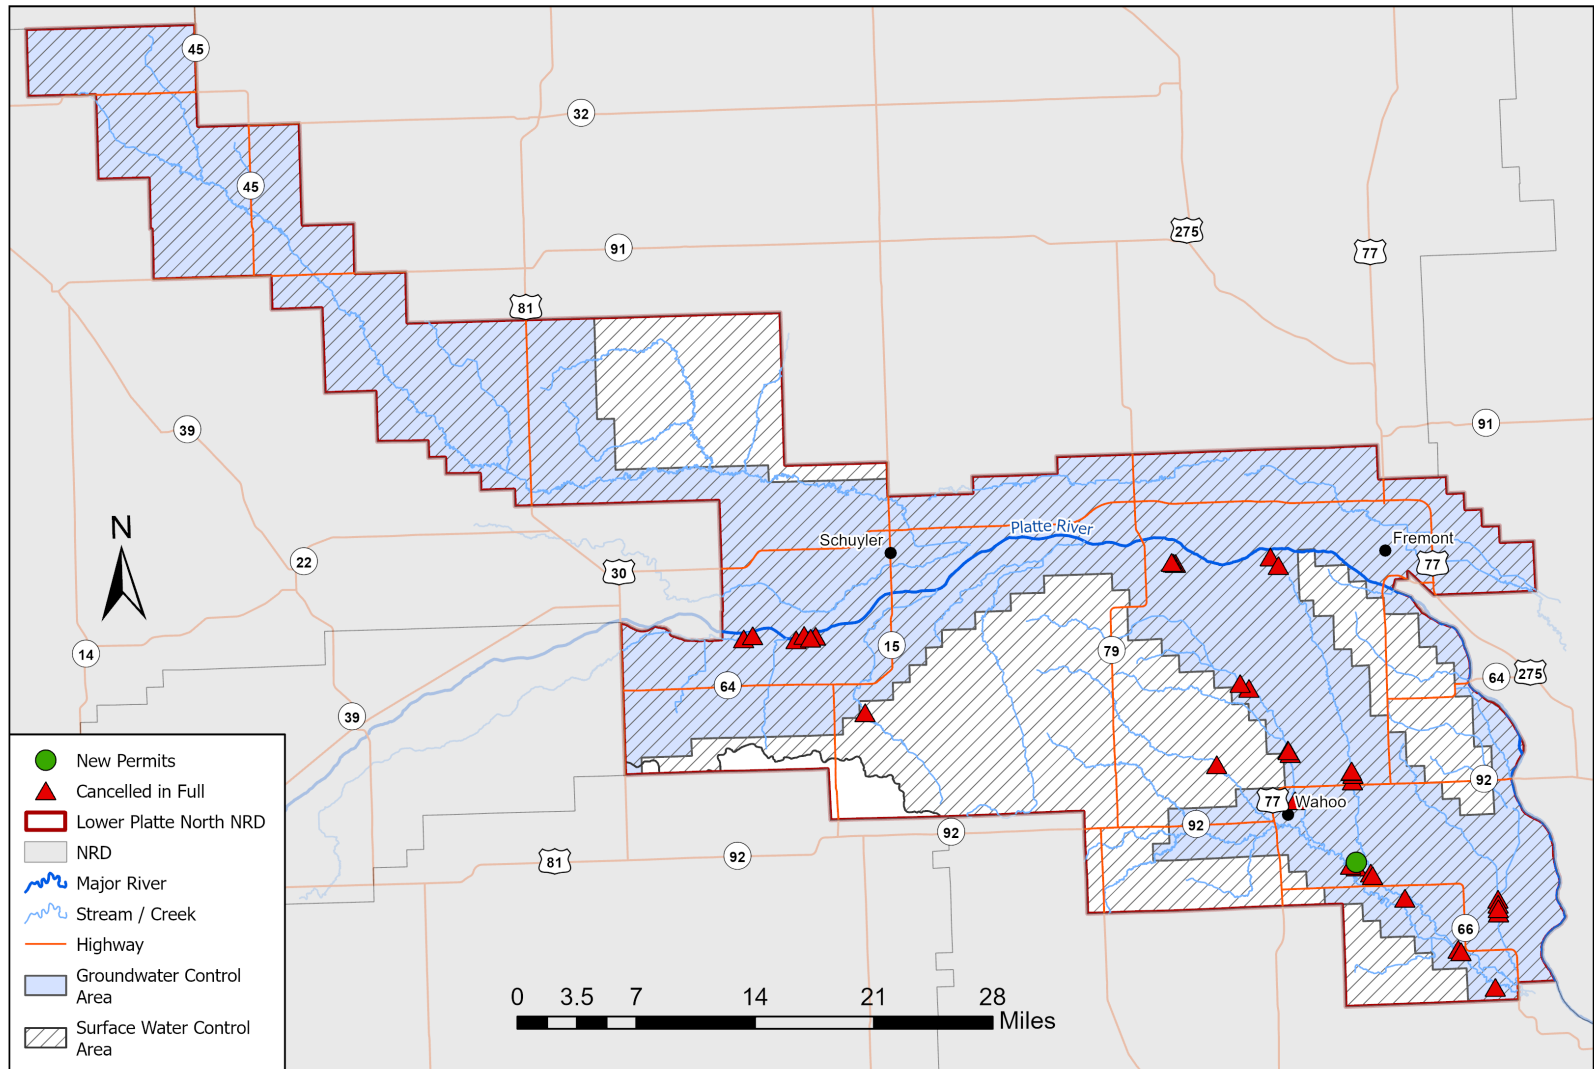 45
32
45
91
275
77
81
39
91
Platte River
Schuyler
Fremont
77
N
22
30
14
15
79
64
64
275
39
92
77
Wahoo
92
92
81
92
66
New Permits
Cancelled in Full
Lower Platte North NRD
NRD
Major River
Stream / Creek
Highway
Groundwater Control
Area
Surface Water Control
Area
0 3.5 7 14 21 28
Miles